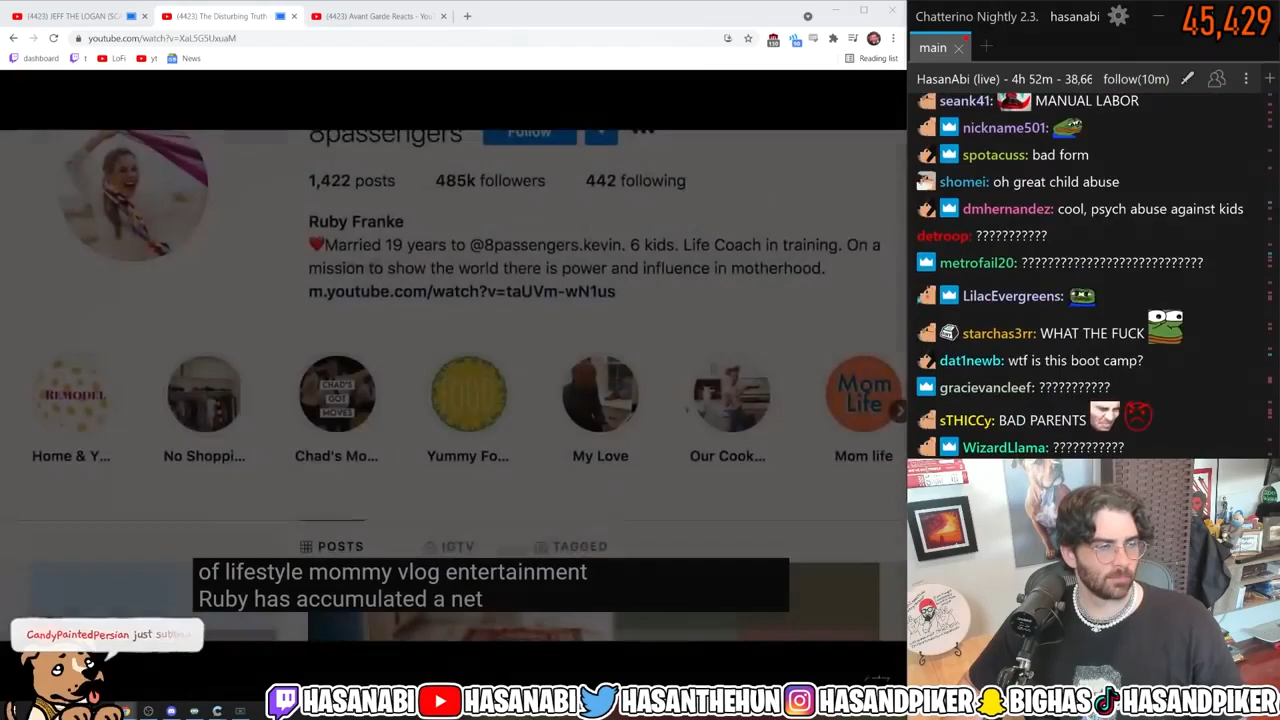 (4423) JEFF THE LOGAN (SC
(4423) The Disturbing Truth
(4423) Avant Garde Reacts - You
youtube.com/watch?v=XaL5G5UxuaM
dashboard
t
LoFi
yt
News
Reading list
8passengers
Follow
1,422 posts 485k followers 442 following
Ruby Franke
Married 19 years to @8passengers.kevin. 6 kids. Life Coach in training. On a
mission to show the world there is power and influence in motherhood.
m.youtube.com/watch?v=taUVm-wN1us
REMODEL
CHAD'S
GOT
MOVES
Mom
Life
Home & Y...
No Shoppi...
Chad's Mo...
Yummy Fo...
My Love
Our Cook...
Mom life
POSTS
IGTV
TAGGED
of lifestyle mommy vlog entertainment
Ruby has accumulated a net
CandyPaintedPersian just subs
Chatterino Nightly 2.3. hasanabi
45,429
main
HasanAbi (live) - 4h 52m - 38,66 follow(10m)
seank41: MANUAL LABOR
nickname501:
spotacuss: bad form
shomei: oh great child abuse
dmhernandez: cool, psych abuse against kids
detroop: ???????????
metrofail20: ????????????????????????????
LilacEvergreens:
starchas3rr: WHAT THE FUCK
dat1newb: wtf is this boot camp?
gracievancleef: ???????????
sTHICCy: BAD PARENTS
WizardLlama: ???????????
HASANABI HASANABI HASANTHEHUN HASANDPIKER BIGHAS HASANDPIKER